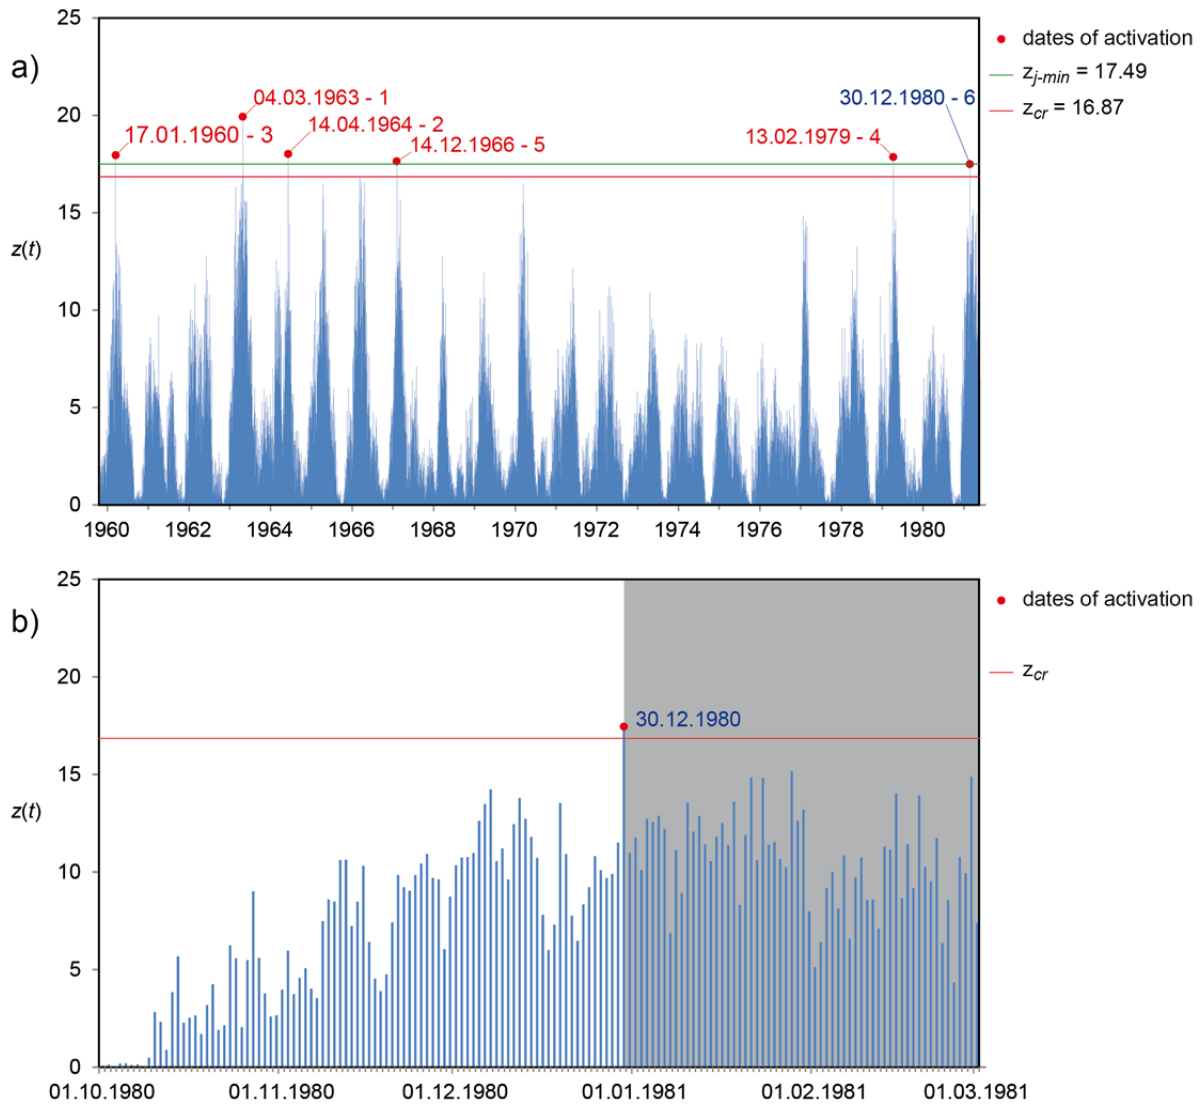 a)
25
20
15
10
5
0
z(t)
04.03.1963 - 1
17.01.1960 - 3
14.04.1964 - 2
14.12.1966 - 5
13.02.1979 - 4
30.12.1980 - 6
1960 1962 1964 1966 1968 1970 1972 1974 1976 1978 1980
dates of activation
zj-min = 17.49
zcr = 16.87
b)
25
20
15
10
5
0
z(t)
30.12.1980
01.10.1980 01.11.1980 01.12.1980 01.01.1981 01.02.1981 01.03.1981
dates of activation
zcr